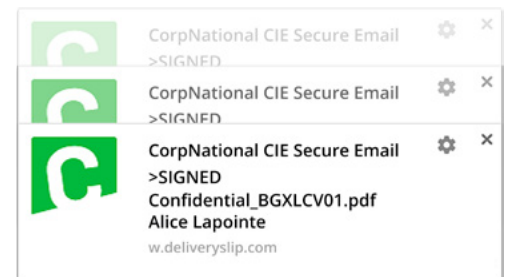 CorpNational CIE Secure Email
>SIGNED
CorpNational CIE Secure Email
>SIGNED
CorpNational CIE Secure Email
>SIGNED
Confidential_BGXLCV01.pdf
Alice Lapointe
w.deliveryslip.com